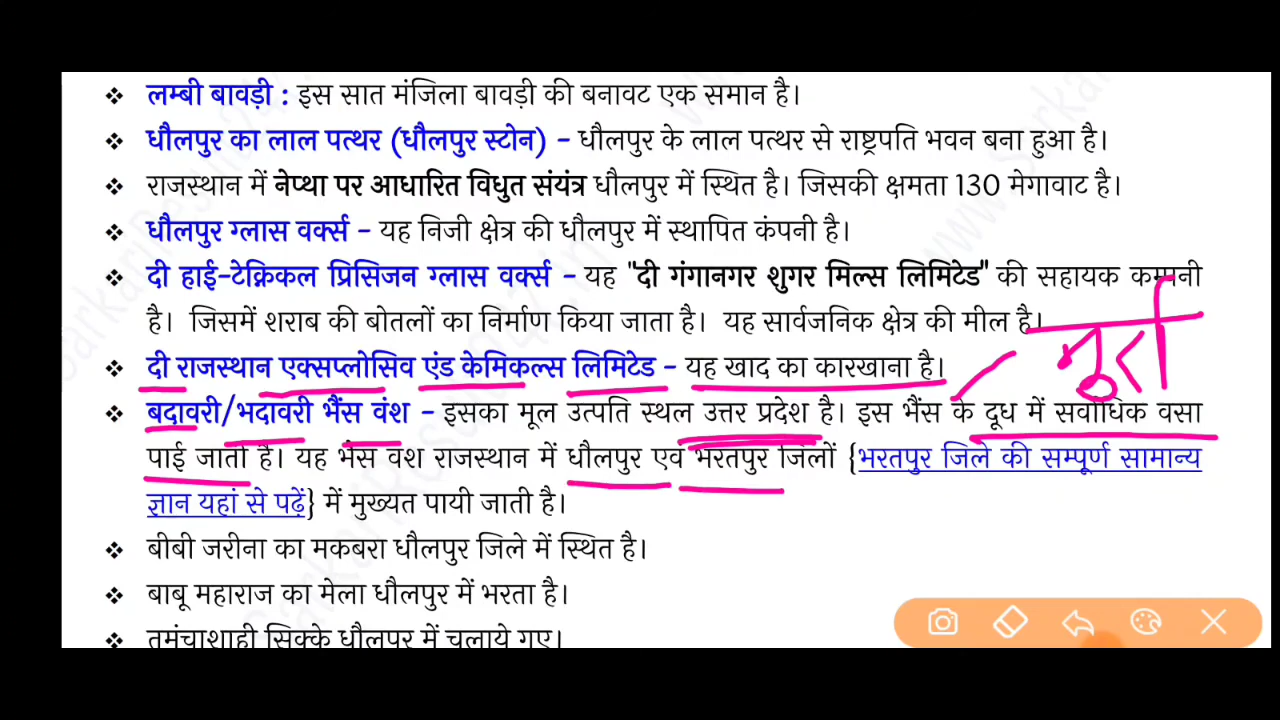 ❖ लम्बी बावड़ी : इस सात मंजिला बावड़ी की बनावट एक समान है।
❖ धौलपुर का लाल पत्थर (धौलपुर स्टोन) – धौलपुर के लाल पत्थर से राष्ट्रपति भवन बना हुआ है।
❖ राजस्थान में नेप्था पर आधारित विधुत संयंत्र धौलपुर में स्थित है। जिसकी क्षमता 130 मेगावाट है।
❖ धौलपुर ग्लास वर्क्स – यह निजी क्षेत्र की धौलपुर में स्थापित कंपनी है।
❖ दी हाई-टेक्निकल प्रिसिजन ग्लास वर्क्स – यह "दी गंगानगर शुगर मिल्स लिमिटेड" की सहायक कम्पनी
है। जिसमें शराब की बोतलों का निर्माण किया जाता है। यह सार्वजनिक क्षेत्र की मील है।
❖ दी राजस्थान एक्सप्लोसिव एंड केमिकल्स लिमिटेड – यह खाद का कारखाना है।
मुर्रा
❖ बदावरी/भदावरी भैंस वंश – इसका मूल उत्पति स्थल उत्तर प्रदेश है। इस भैंस के दूध में सर्वाधिक वसा
पाई जाती है। यह भैंस वंश राजस्थान में धौलपुर एवं भरतपुर जिलों {भरतपुर जिले की सम्पूर्ण सामान्य
ज्ञान यहां से पढ़ें} में मुख्यत पायी जाती है।
❖ बीबी जरीना का मकबरा धौलपुर जिले में स्थित है।
❖ बाबू महाराज का मेला धौलपुर में भरता है।
❖ तमंचाशाही सिक्के धौलपुर में चलाये गए।